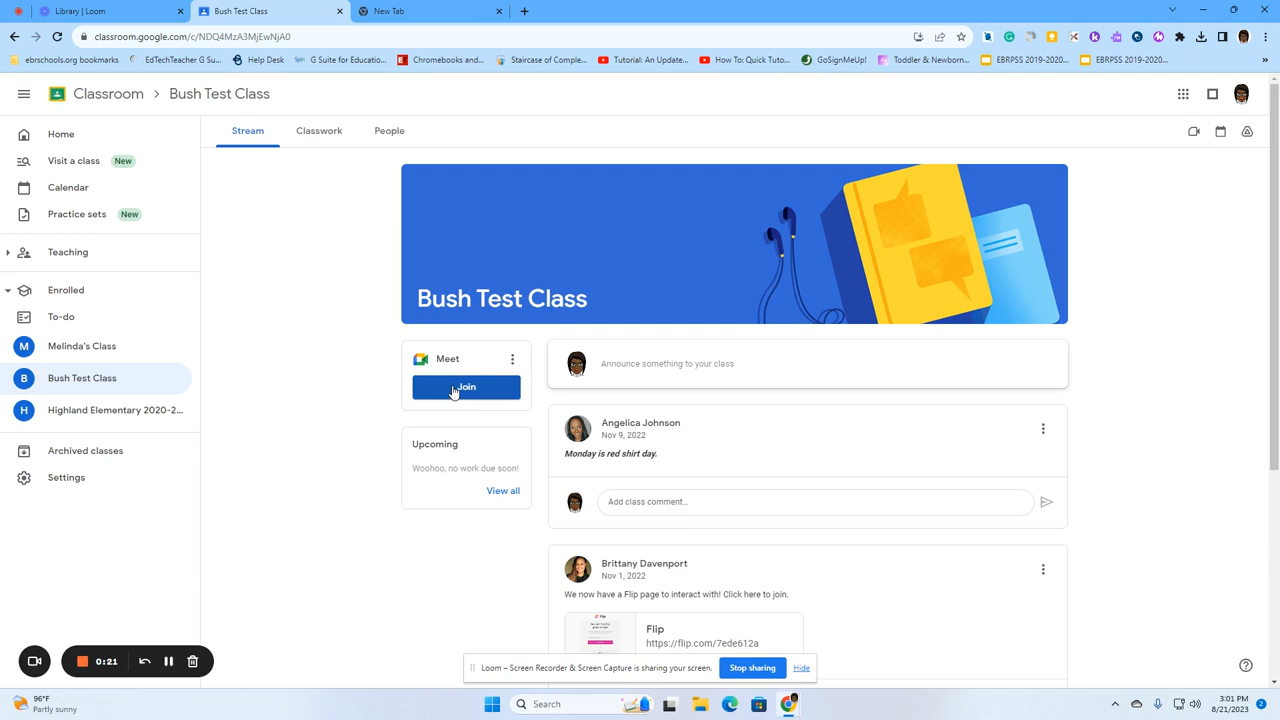 Library | Loom
Bush Test Class
New Tab
classroom.google.com/c/NDQ4MzA3MjEwNjA0
ebrschools.org bookmarks
EdTechTeacher G Su...
Help Desk
G Suite for Educatio...
Chromebooks and...
Staircase of Comple...
Tutorial: An Update...
How To: Quick Tuto...
GoSignMeUp!
Toddler & Newborn...
EBRPSS 2019-2020...
EBRPSS 2019-2020...
Classroom > Bush Test Class
Stream
Classwork
People
Home
Visit a class New
Calendar
Practice sets New
Teaching
Enrolled
To-do
M Melinda's Class
B Bush Test Class
H Highland Elementary 2020-2...
Archived classes
Settings
Bush Test Class
Meet
Join
Upcoming
Woohoo, no work due soon!
View all
Announce something to your class
Angelica Johnson
Nov 9, 2022
Monday is red shirt day.
Add class comment...
Brittany Davenport
Nov 1, 2022
We now have a Flip page to interact with! Click here to join.
Flip
https://flip.com/7ede612a
0:21
Loom – Screen Recorder & Screen Capture is sharing your screen.
Stop sharing
Hide
96°F
Partly sunny
Search
3:01 PM
8/21/2023
2